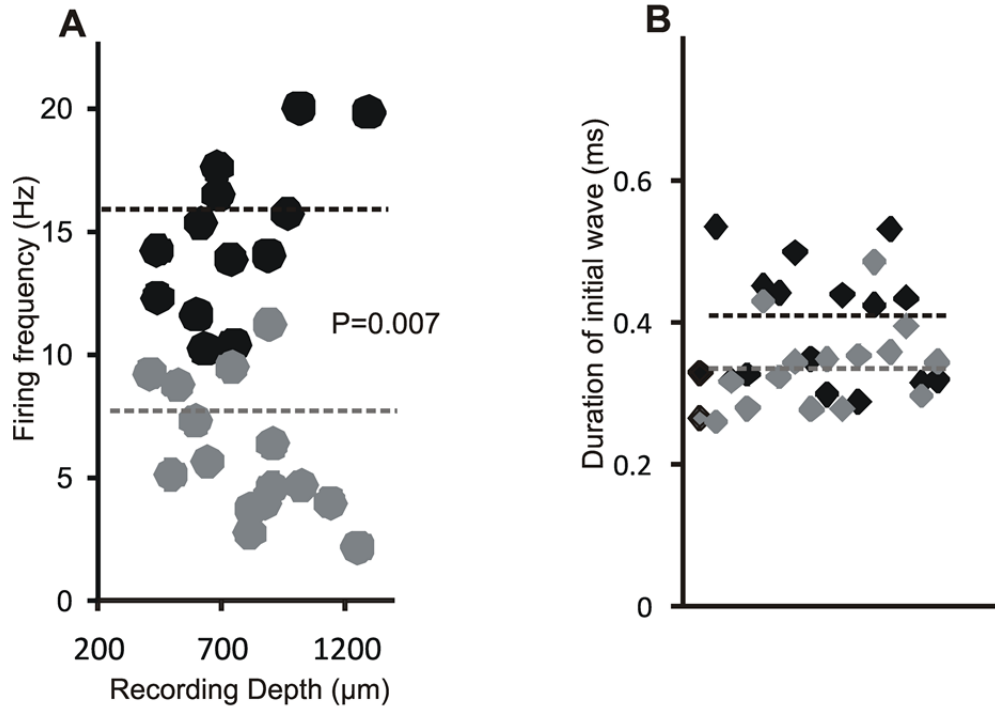 A
Firing frequency (Hz)
20
15
10
5
0
P=0.007
200 700 1200
Recording Depth (µm)
B
Duration of initial wave (ms)
0.6
0.4
0.2
0